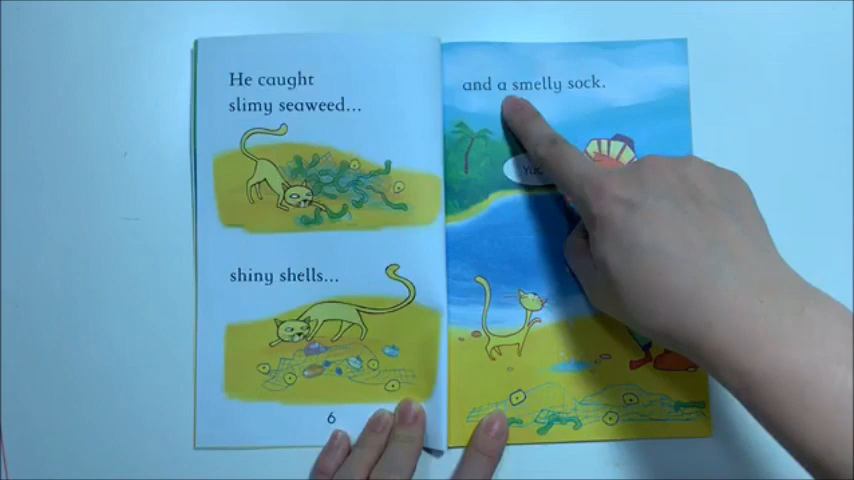 He caught
slimy seaweed...
shiny shells...
6
and a smelly sock.